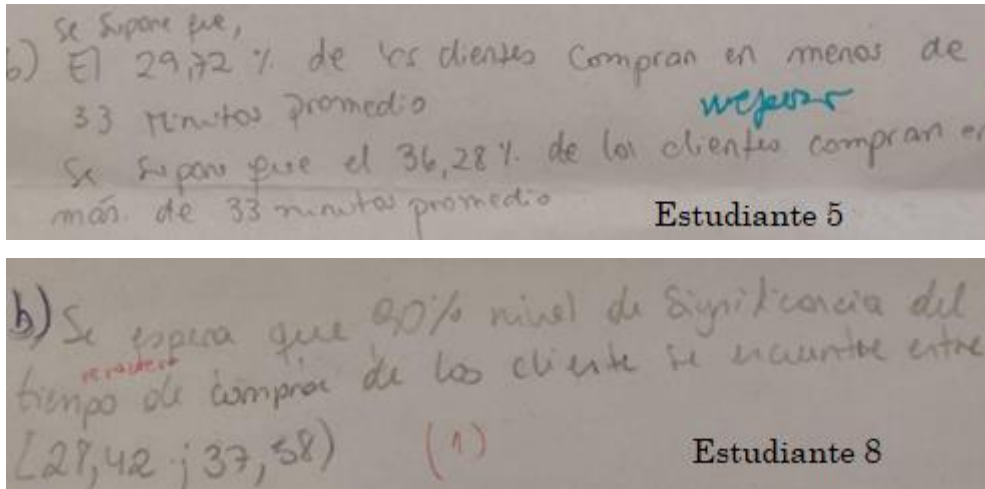 Se supone que,
b) El 29,72 % de los clientes compran en menos de
33 minutos promedio
Se supone que el 36,28 % de los clientes compran en
más de 33 minutos promedio
Estudiante 5
b) Se espera que 90% nivel de significancia del
tiempo de compra de los cliente se encuentre entre
[28,42 ; 37,58) (1)
Estudiante 8